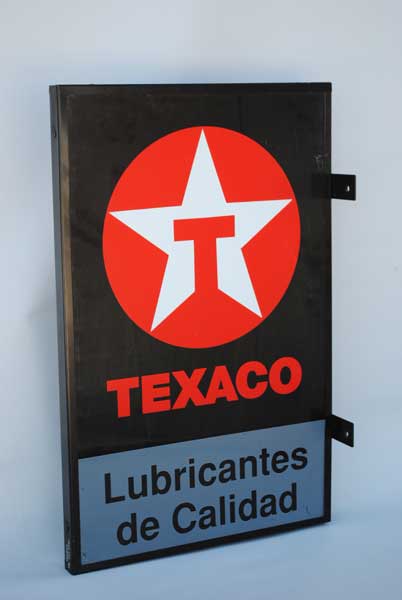 T
TEXACO
Lubricantes
de Calidad